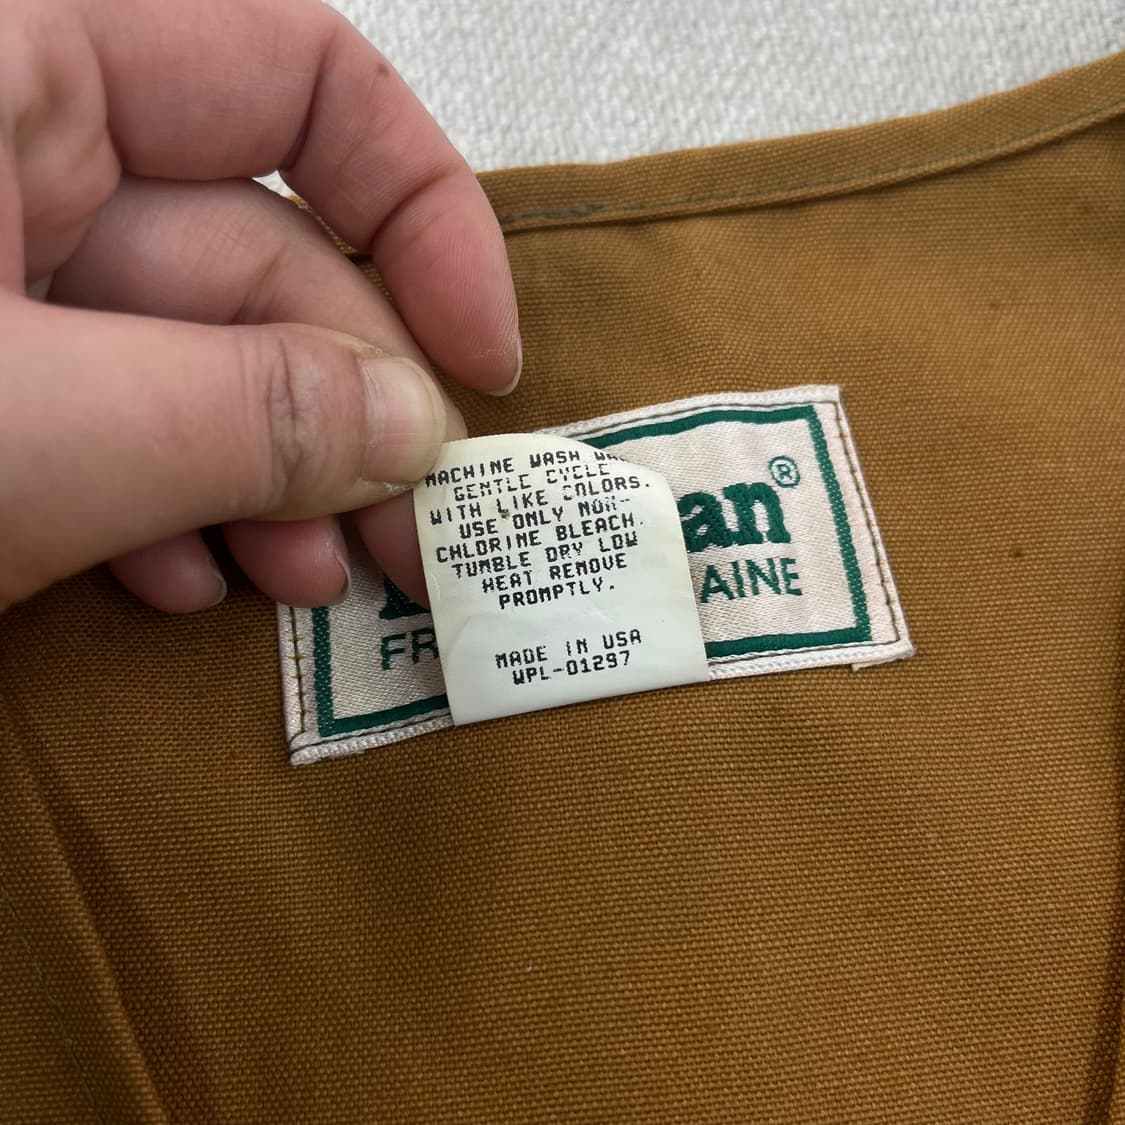 MACHINE WASH WA
GENTLE CYCLE
WITH LIKE COLORS.
USE ONLY NON-
CHLORINE BLEACH.
TUMBLE DRY LOW
HEAT REMOVE
PROMPTLY.
MADE IN USA
WPL-01297
an®
FR AINE